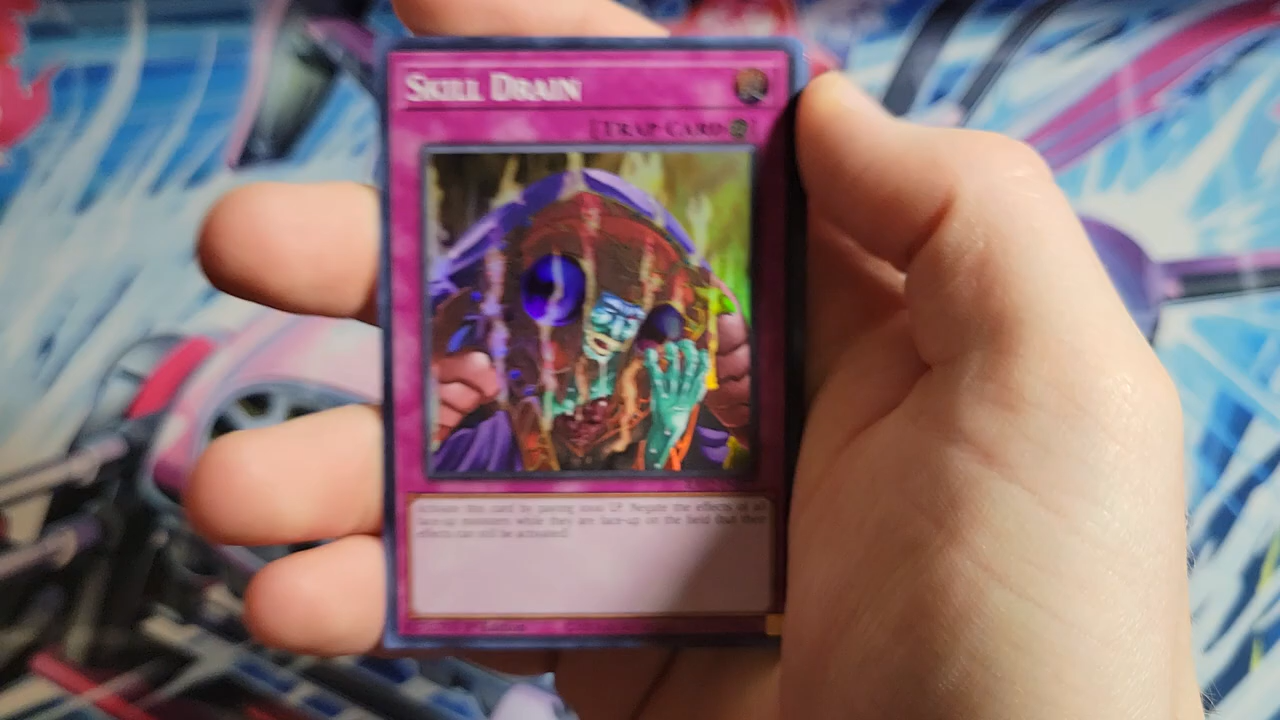 SKILL DRAIN
[TRAP CARD
Activate this card by paying 1000 LP. Negate the effects of all
face-up monsters while they are face-up on the field (but their
effects can still be activated).